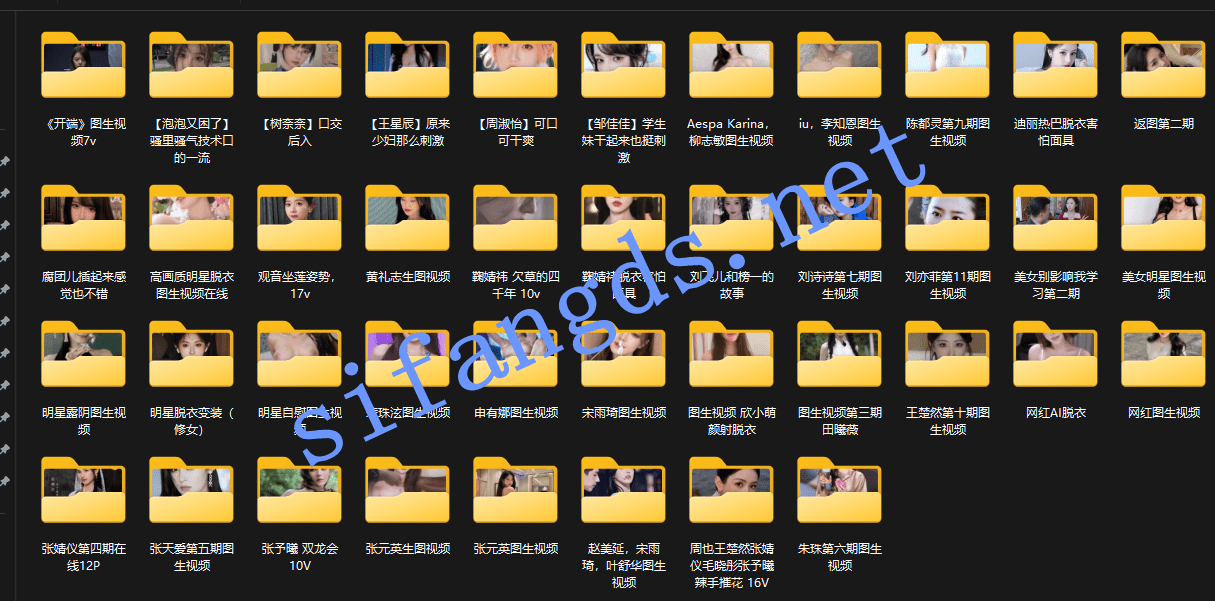 《开端》图生视
频7v
【泡泡又困了】
骚里骚气技术口
的一流
【树柰柰】口交
后入
【王星辰】原来
少妇那么刺激
【周淑怡】可口
可干爽
【邹佳佳】学生
妹干起来也挺刺
激
Aespa Karina，
柳志敏图生视频
iu，李知恩图生
视频
陈都灵第九期图
生视频
迪丽热巴脱衣害
怕面具
返图第二期
腐团儿插起来感
觉也不错
高画质明星脱衣
图生视频在线
观音坐莲姿势，
17v
黄礼志生图视频
鞠婧祎 欠草的四
千年 10v
鞠婧祎脱衣害怕
面具
刘飞儿和榜一的
故事
刘诗诗第七期图
生视频
刘亦菲第11期图
生视频
美女别影响我学
习第二期
美女明星图生视
频
明星露阴图生视
频
明星脱衣变装（
修女）
明星自慰图生视
频
珠泫图生视频
申有娜图生视频
宋雨琦图生视频
图生视频 欣小萌
颜射脱衣
图生视频第三期
田曦薇
王楚然第十期图
生视频
网红AI脱衣
网红图生视频
张婧仪第四期在
线12P
张天爱第五期图
生视频
张予曦 双龙会
10V
张元英生图视频
张元英图生视频
赵美延，宋雨
琦，叶舒华图生
视频
周也王楚然张婧
仪毛晓彤张予曦
辣手摧花 16V
朱珠第六期图生
视频
sifangds.net